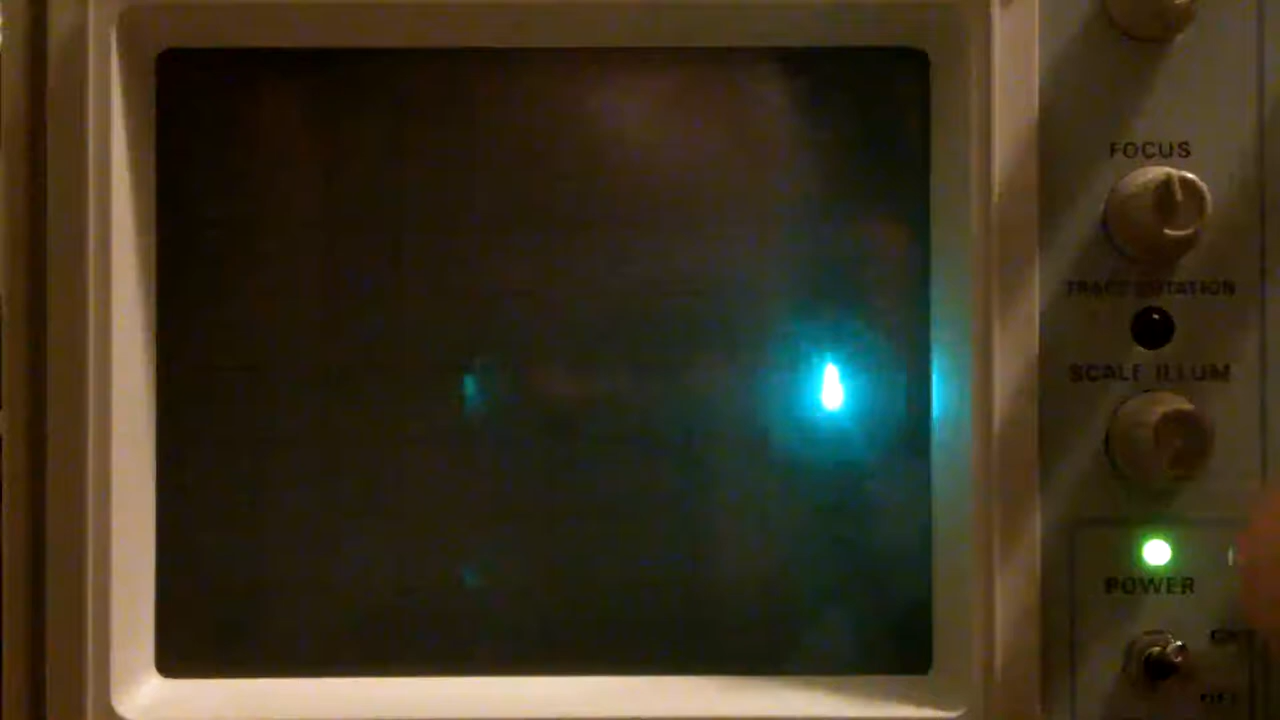 FOCUS
TRACE ROTATION
SCALE ILLUM
POWER
ON
OFF